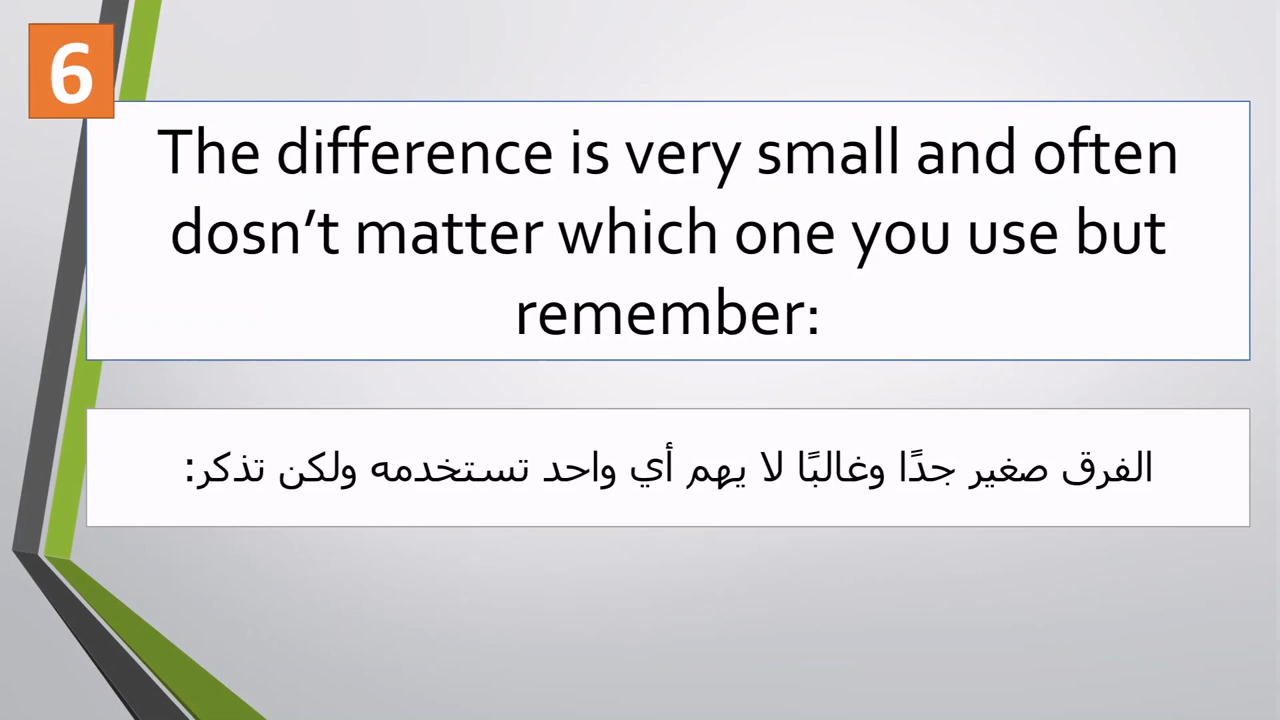 6
The difference is very small and often
dosn’t matter which one you use but
remember:
الفرق صغير جدًا وغالبًا لا يهم أي واحد تستخدمه ولكن تذكر: